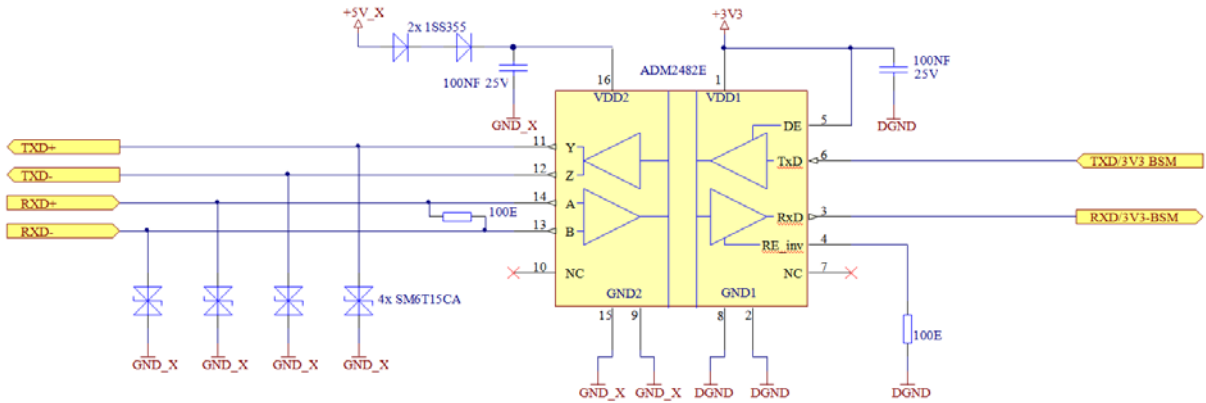 +5V_X
2x 1SS355
+3V3
100NF 25V
16
ADM2482E
1
100NF
25V
VDD2
VDD1
GND_X
DGND
DE
5
TXD+
11
Y
TxD
6
TXD/3V3 BSM
TXD-
12
Z
RXD+
14
A
100E
RxD
3
RXD/3V3-BSM
RXD-
13
B
RE_inv
4
10
NC
NC
7
4x SM6T15CA
GND2
GND1
15
9
8
2
100E
GND_X
GND_X
GND_X
GND_X
GND_X
GND_X
DGND
DGND
DGND